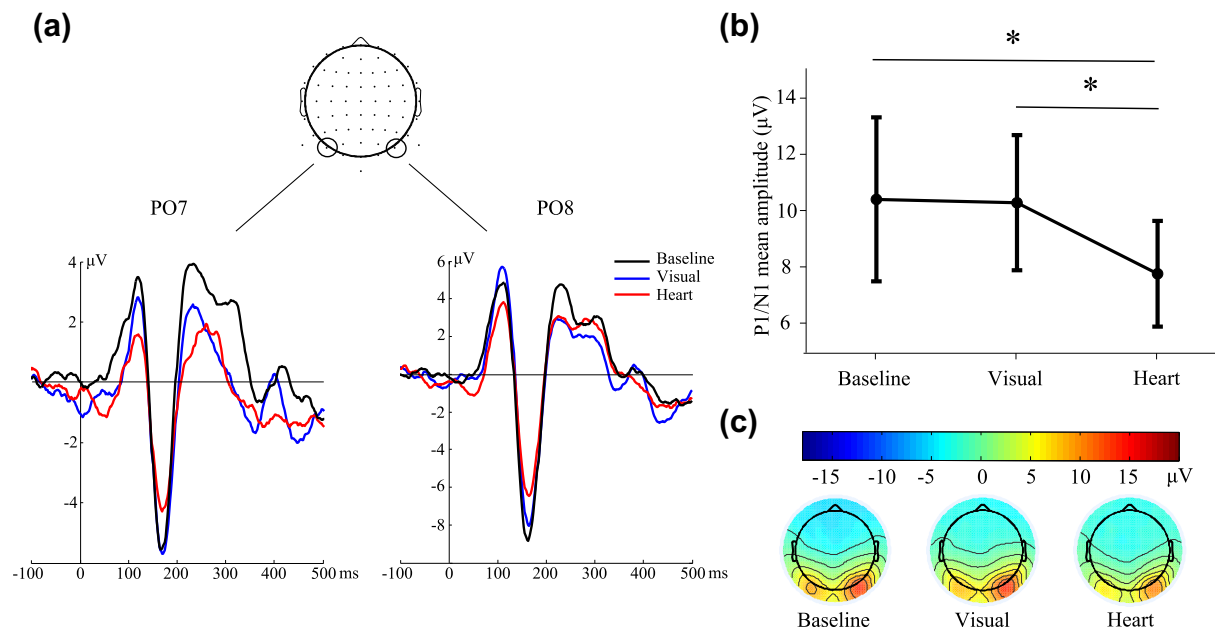 (a)
PO7
PO8
µV
4
2
-2
-4
-100 0 100 200 300 400 500 ms
µV
6
4
2
-2
-4
-6
-8
-100 0 100 200 300 400 500 ms
Baseline
Visual
Heart
(b)
*
*
P1/N1 mean amplitude (µV)
14
12
10
8
6
Baseline Visual Heart
(c)
-15 -10 -5 0 5 10 15 µV
Baseline Visual Heart